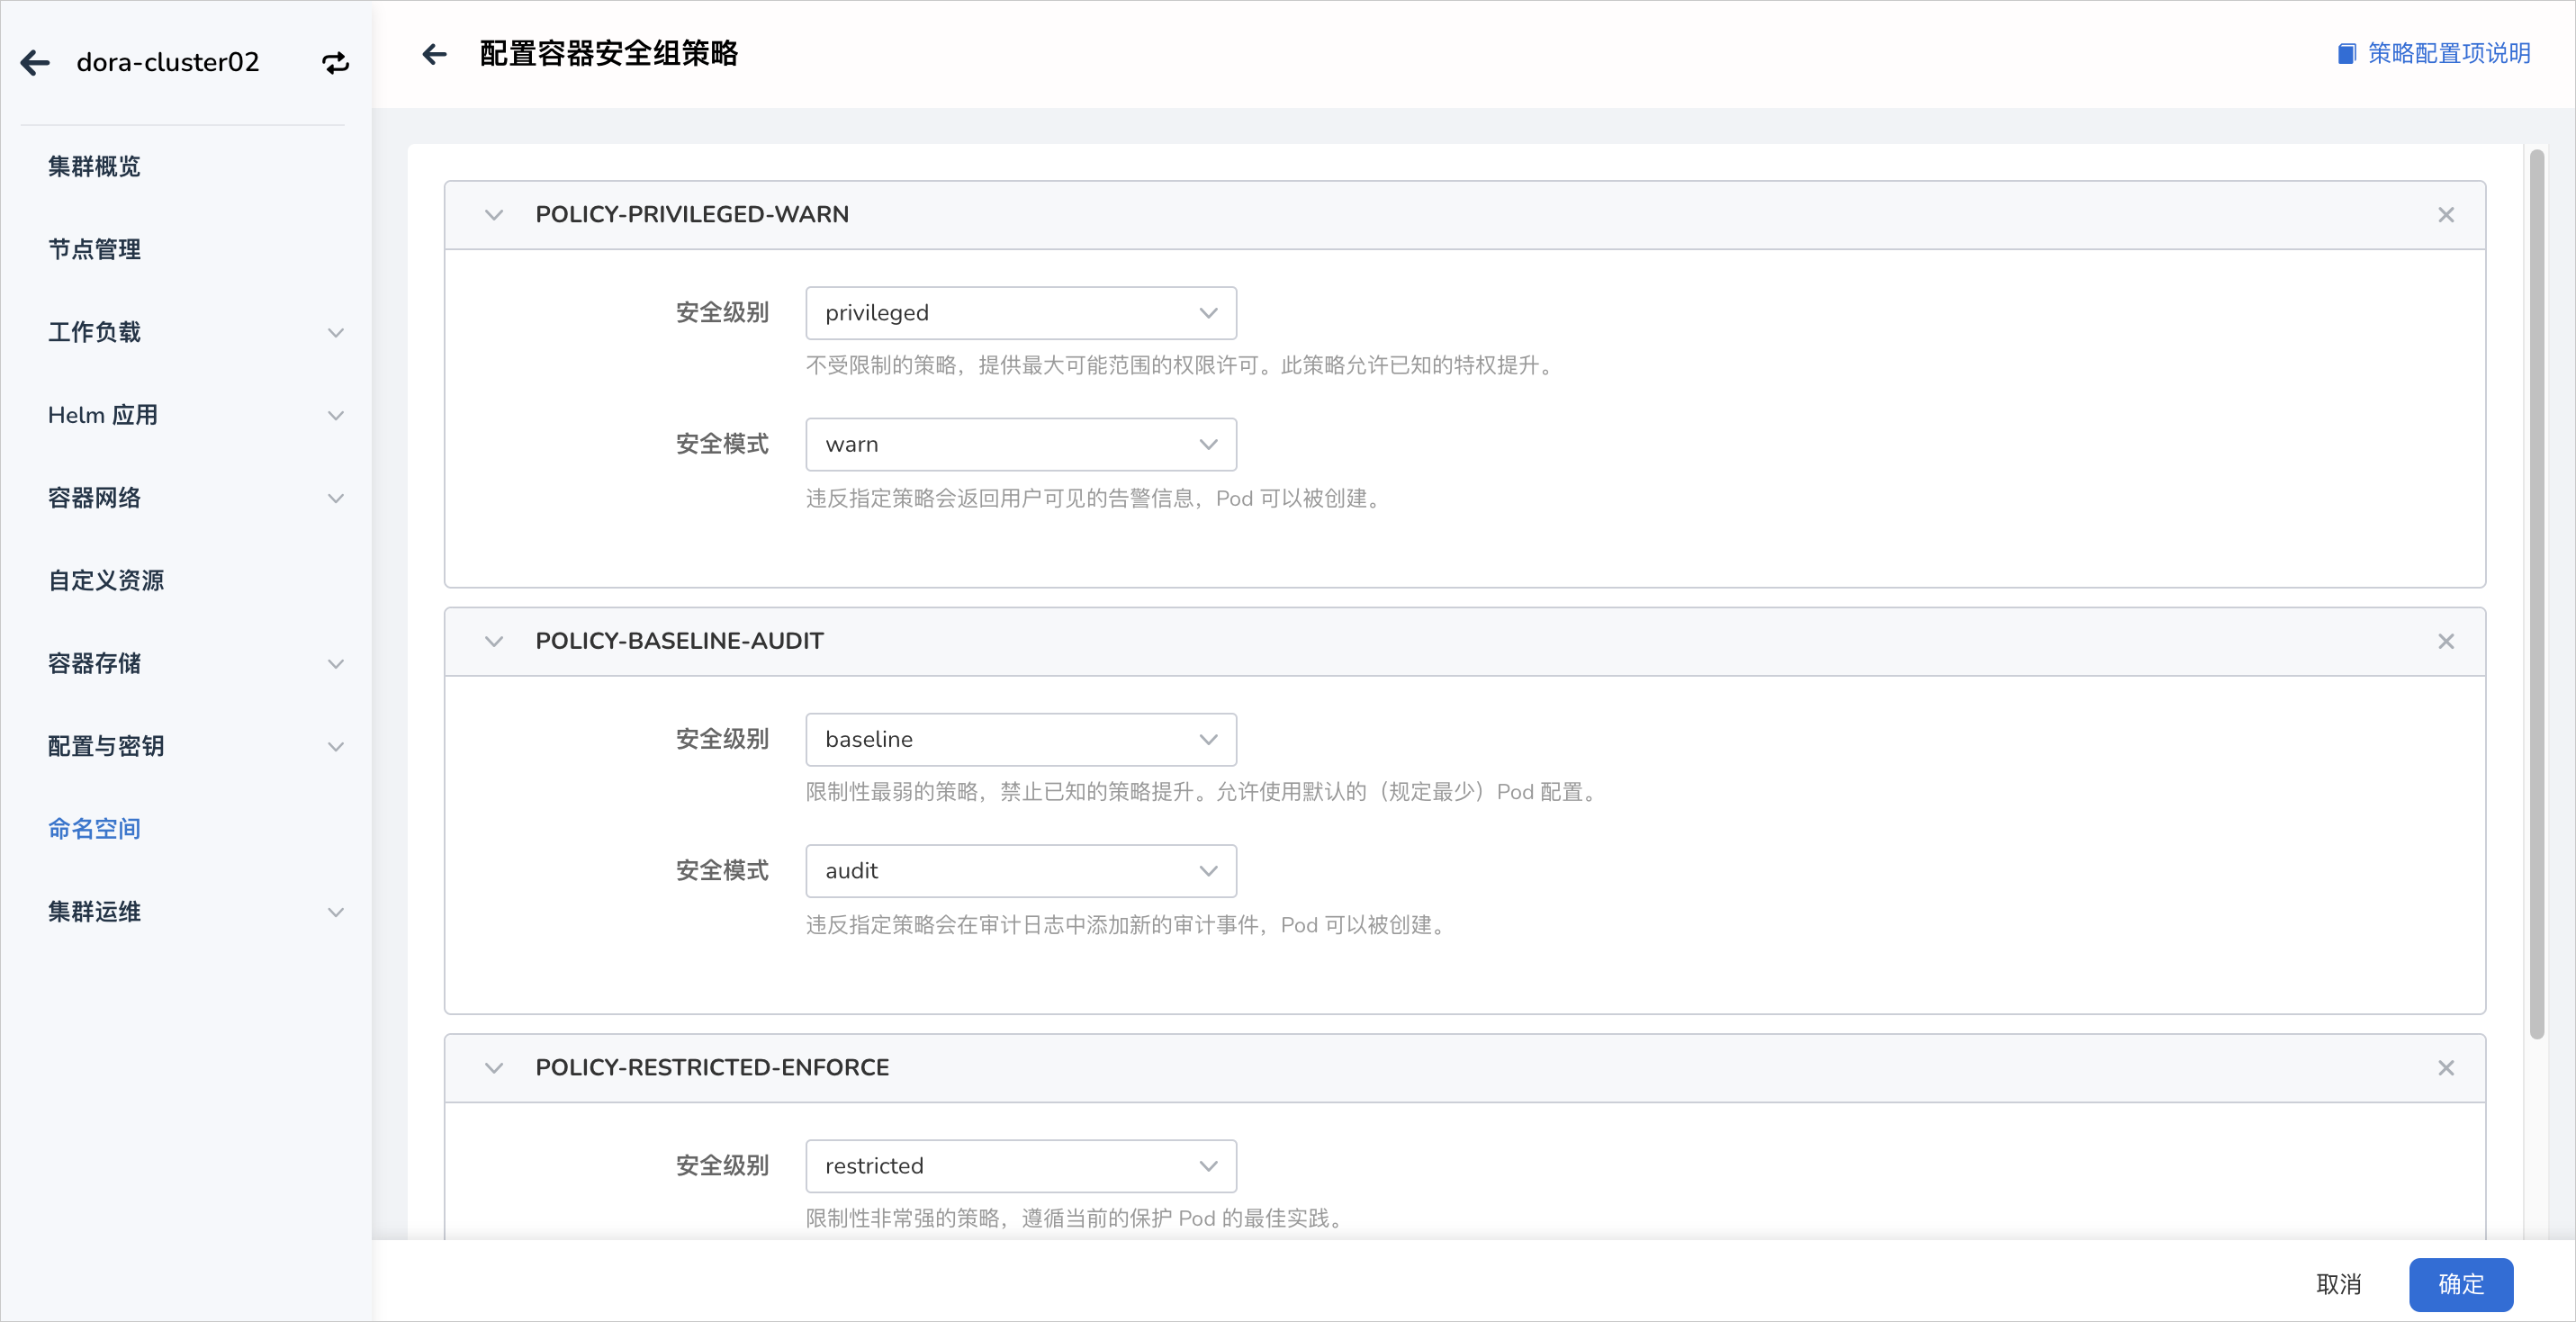 dora-cluster02
集群概览
节点管理
工作负载
Helm 应用
容器网络
自定义资源
容器存储
配置与密钥
命名空间
集群运维
配置容器安全组策略
策略配置项说明
POLICY-PRIVILEGED-WARN
安全级别 privileged
不受限制的策略，提供最大可能范围的权限许可。此策略允许已知的特权提升。
安全模式 warn
违反指定策略会返回用户可见的告警信息，Pod 可以被创建。
POLICY-BASELINE-AUDIT
安全级别 baseline
限制性最弱的策略，禁止已知的策略提升。允许使用默认的（规定最少）Pod 配置。
安全模式 audit
违反指定策略会在审计日志中添加新的审计事件，Pod 可以被创建。
POLICY-RESTRICTED-ENFORCE
安全级别 restricted
限制性非常强的策略，遵循当前的保护 Pod 的最佳实践。
取消 确定